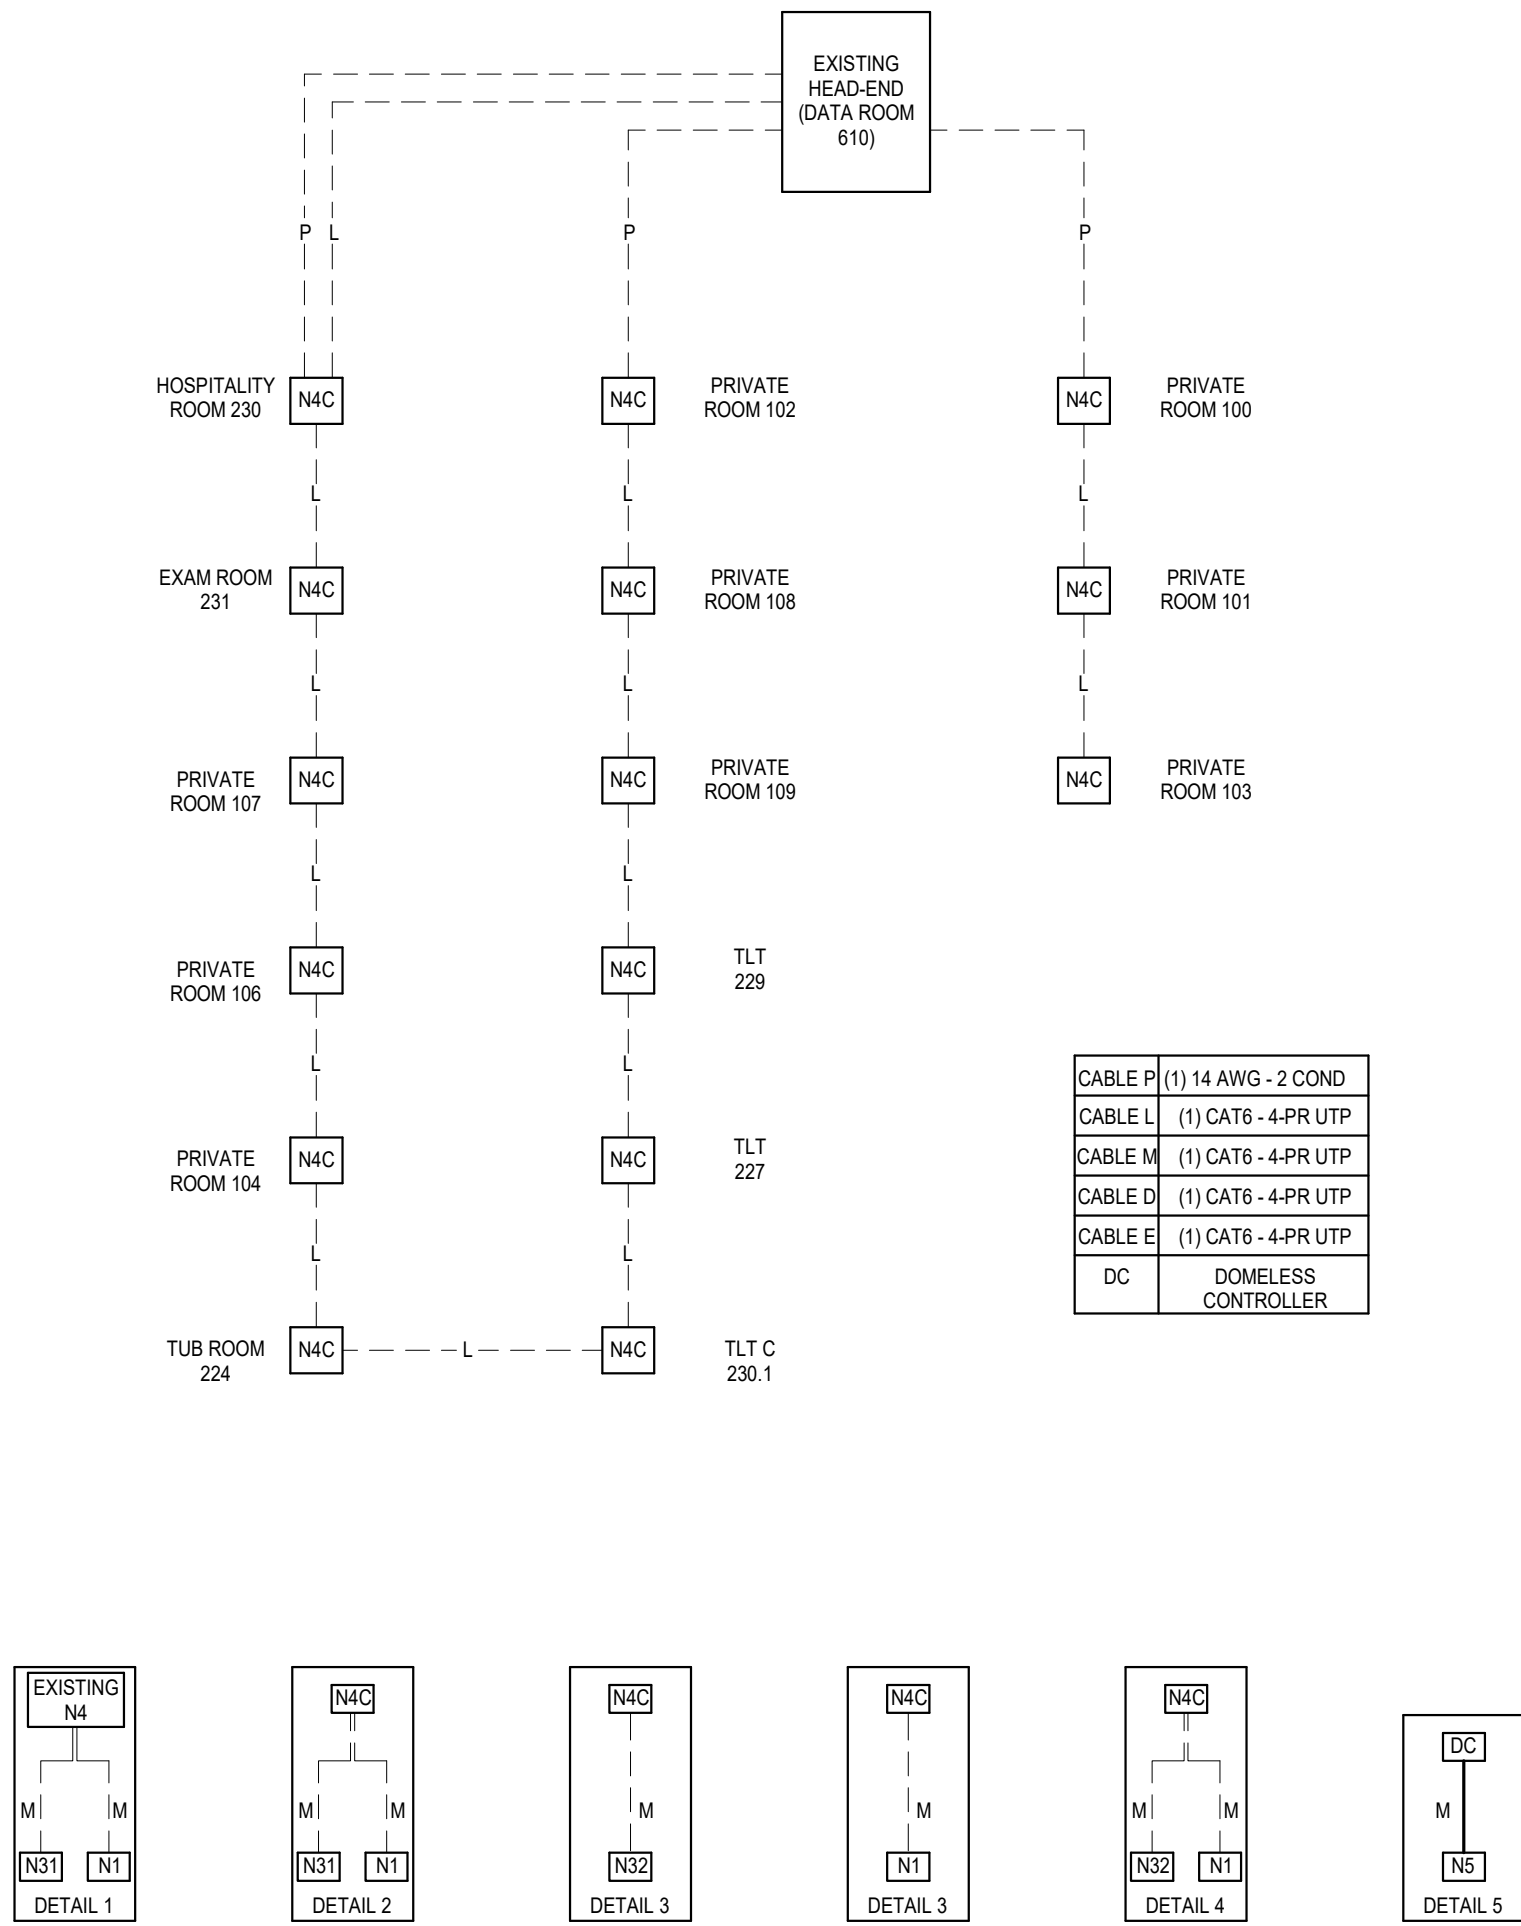 EXISTING
HEAD-END
(DATA ROOM
610)
P
L
P
P
HOSPITALITY
ROOM 230
N4C
N4C
PRIVATE
ROOM 102
N4C
PRIVATE
ROOM 100
L
L
L
EXAM ROOM
231
N4C
N4C
PRIVATE
ROOM 108
N4C
PRIVATE
ROOM 101
L
L
L
PRIVATE
ROOM 107
N4C
N4C
PRIVATE
ROOM 109
N4C
PRIVATE
ROOM 103
L
L
PRIVATE
ROOM 106
N4C
N4C
TLT
229
L
L
PRIVATE
ROOM 104
N4C
N4C
TLT
227
L
L
TUB ROOM
224
N4C
L
N4C
TLT C
230.1
CABLE P (1) 14 AWG - 2 COND
CABLE L (1) CAT6 - 4-PR UTP
CABLE M (1) CAT6 - 4-PR UTP
CABLE D (1) CAT6 - 4-PR UTP
CABLE E (1) CAT6 - 4-PR UTP
DC DOMELESS
CONTROLLER
EXISTING
N4
M M
N31 N1
DETAIL 1
N4C
M M
N31 N1
DETAIL 2
N4C
M
N32
DETAIL 3
N4C
M
N1
DETAIL 3
N4C
M M
N32 N1
DETAIL 4
DC
M
N5
DETAIL 5